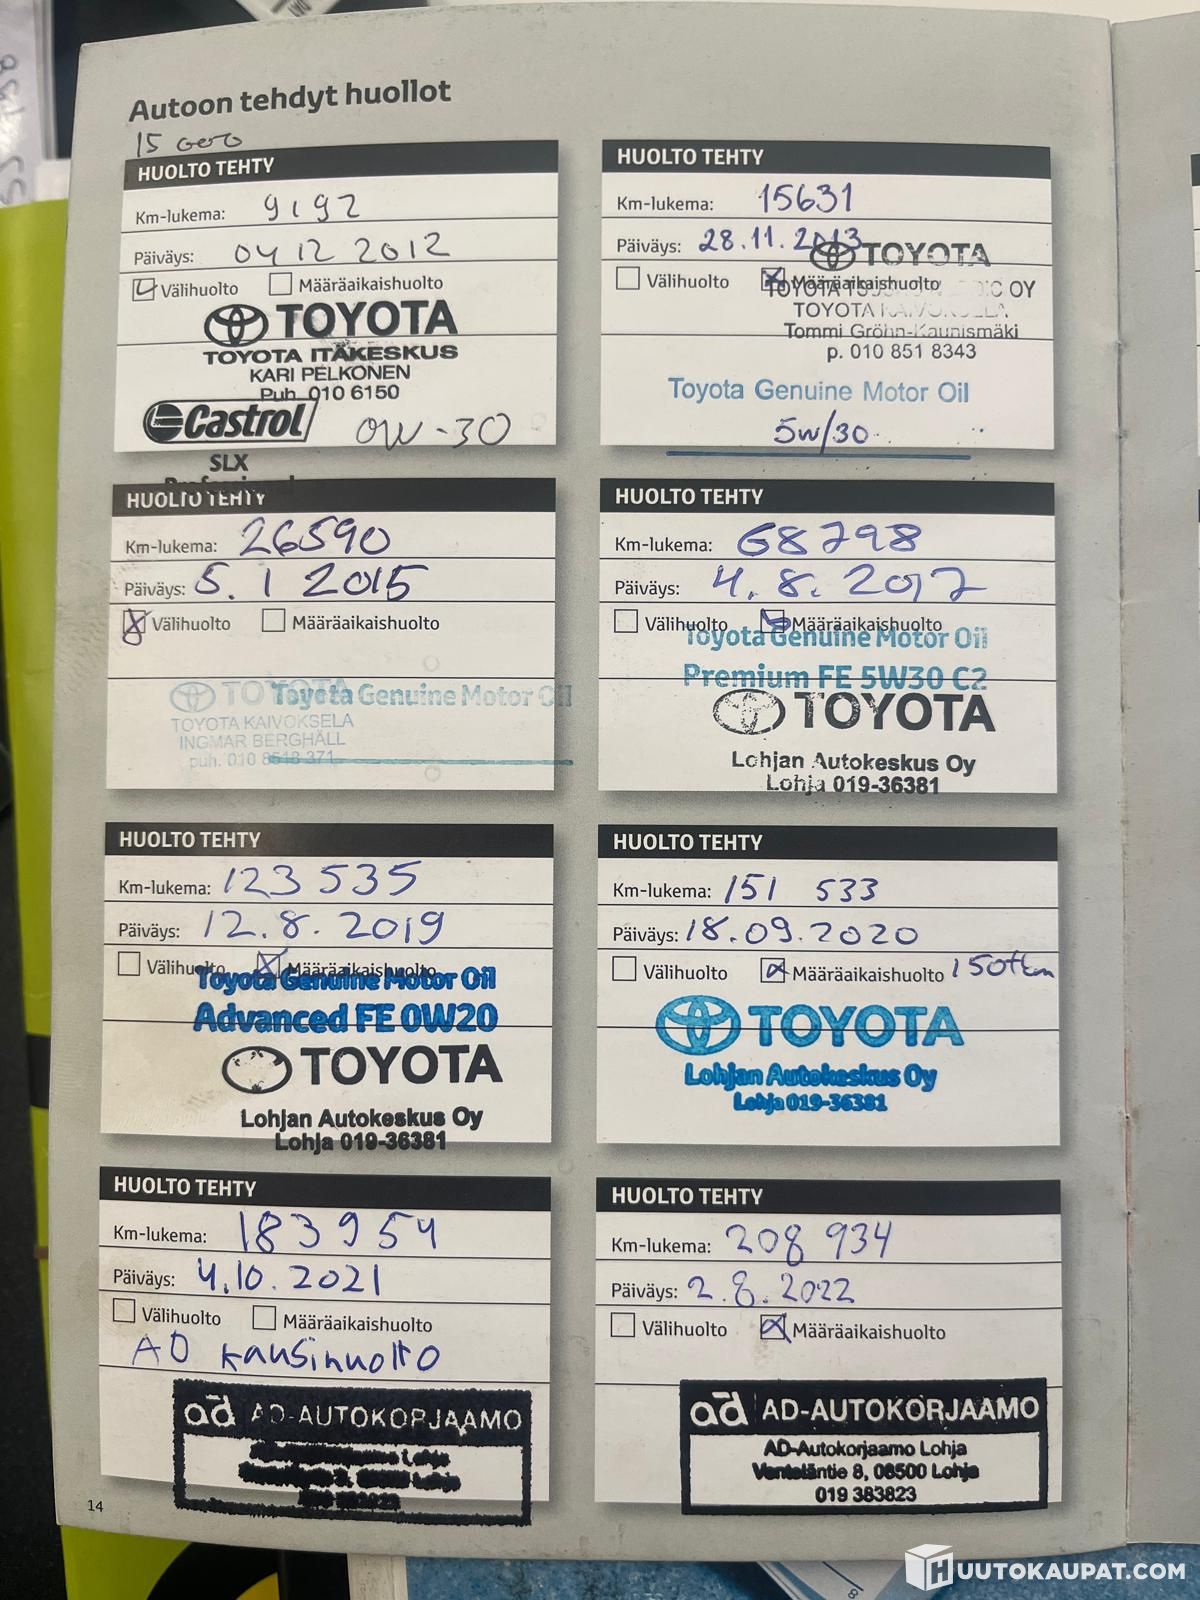 Autoon tehdyt huollot
15 000
HUOLTO TEHTY
Km-lukema: 9192
Päiväys: 04 12 2012
Välihuolto Määräaikaishuolto
TOYOTA
TOYOTA ITÄKESKUS
KARI PELKONEN
Puh. 010 6150
Castrol 0W-30
SLX
HUOLTO TEHTY
Km-lukema: 15631
Päiväys: 28.11.2013
TOYOTA
Välihuolto Määräaikaishuolto
OY
TOYOTA KAIVOKSELA
Tommi Gröhn-Kaunismäki
p. 010 851 8343
Toyota Genuine Motor Oil
5w/30
HUOLTO TEHTY
Km-lukema: 26590
Päiväys: 5.1 2015
Välihuolto Määräaikaishuolto
TOYOTA Toyota Genuine Motor Oil
TOYOTA KAIVOKSELA
INGMAR BERGHÄLL
puh. 010 8518 371
HUOLTO TEHTY
Km-lukema: 68798
Päiväys: 4.8.2017
Välihuolto Määräaikaishuolto
Toyota Genuine Motor Oil
Premium FE 5W30 C2
TOYOTA
Lohjan Autokeskus Oy
Lohja 019-36381
HUOLTO TEHTY
Km-lukema: 123 535
Päiväys: 12.8.2019
Välihuolto Määräaikaishuolto
Toyota Genuine Motor Oil
Advanced FE 0W20
TOYOTA
Lohjan Autokeskus Oy
Lohja 019-36381
HUOLTO TEHTY
Km-lukema: 151 533
Päiväys: 18.09.2020
Välihuolto Määräaikaishuolto 150tkm
TOYOTA
Lohjan Autokeskus Oy
Lohja 019-36381
HUOLTO TEHTY
Km-lukema: 183954
Päiväys: 4.10.2021
Välihuolto Määräaikaishuolto
AD kausihuolto
ad AD-AUTOKORJAAMO
HUOLTO TEHTY
Km-lukema: 208 934
Päiväys: 2.8.2022
Välihuolto Määräaikaishuolto
ad AD-AUTOKORJAAMO
AD-Autokorjaamo Lohja
Ventoläntie 8, 08500 Lohja
019 383823
14
HUUTOKAUPAT.COM